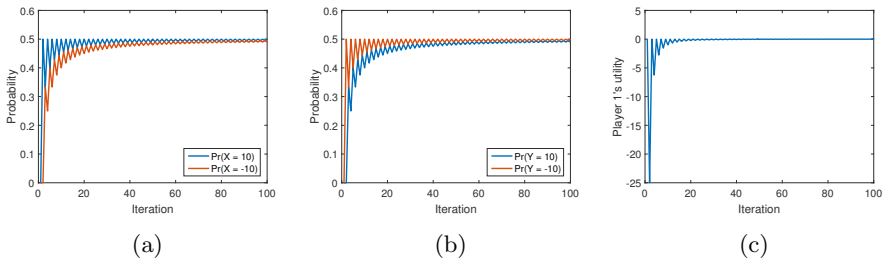 0.6
0.5
0.4
0.3
0.2
0.1
0
Probability
Pr(X = 10)
Pr(X = -10)
0 20 40 60 80 100
Iteration
(a)
0.6
0.5
0.4
0.3
0.2
0.1
0
Probability
Pr(Y = 10)
Pr(Y = -10)
0 20 40 60 80 100
Iteration
(b)
5
0
-5
-10
-15
-20
-25
Player 1's utility
0 20 40 60 80 100
Iteration
(c)